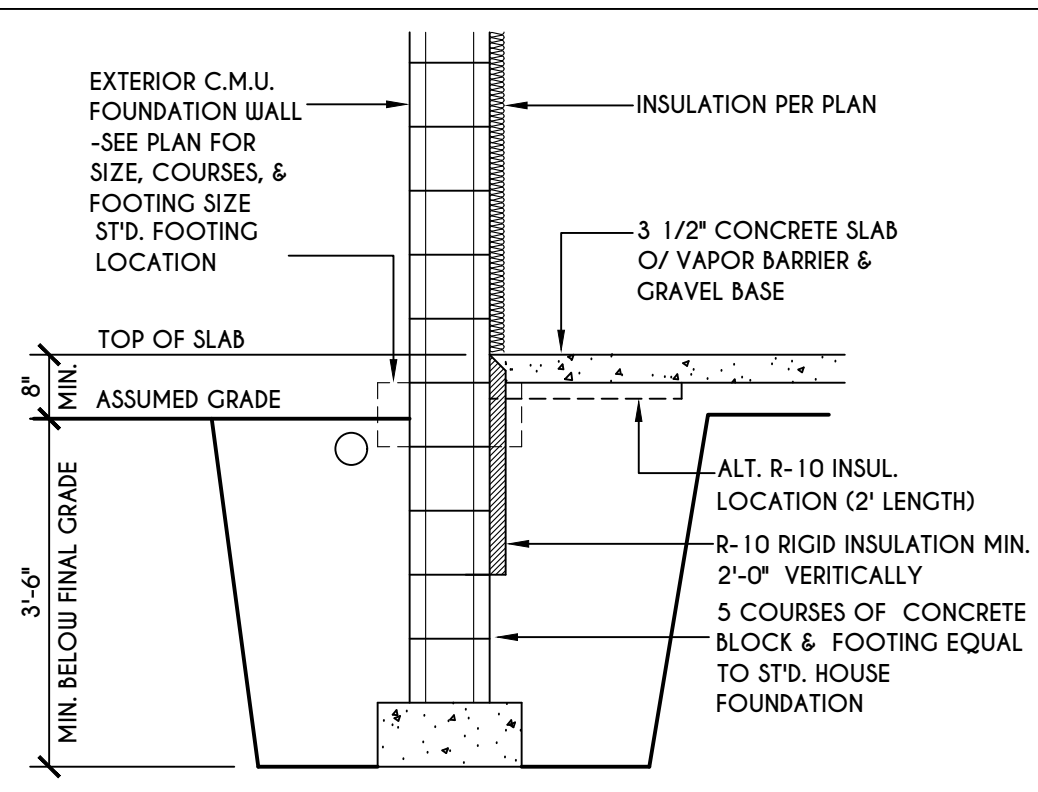 EXTERIOR C.M.U.
FOUNDATION WALL
-SEE PLAN FOR
SIZE, COURSES, &
FOOTING SIZE
ST'D. FOOTING
LOCATION
INSULATION PER PLAN
3 1/2" CONCRETE SLAB
O/ VAPOR BARRIER &
GRAVEL BASE
TOP OF SLAB
8"
MIN.
ASSUMED GRADE
3'-6"
MIN. BELOW FINAL GRADE
ALT. R-10 INSUL.
LOCATION (2' LENGTH)
R-10 RIGID INSULATION MIN.
2'-0" VERITICALLY
5 COURSES OF CONCRETE
BLOCK & FOOTING EQUAL
TO ST'D. HOUSE
FOUNDATION